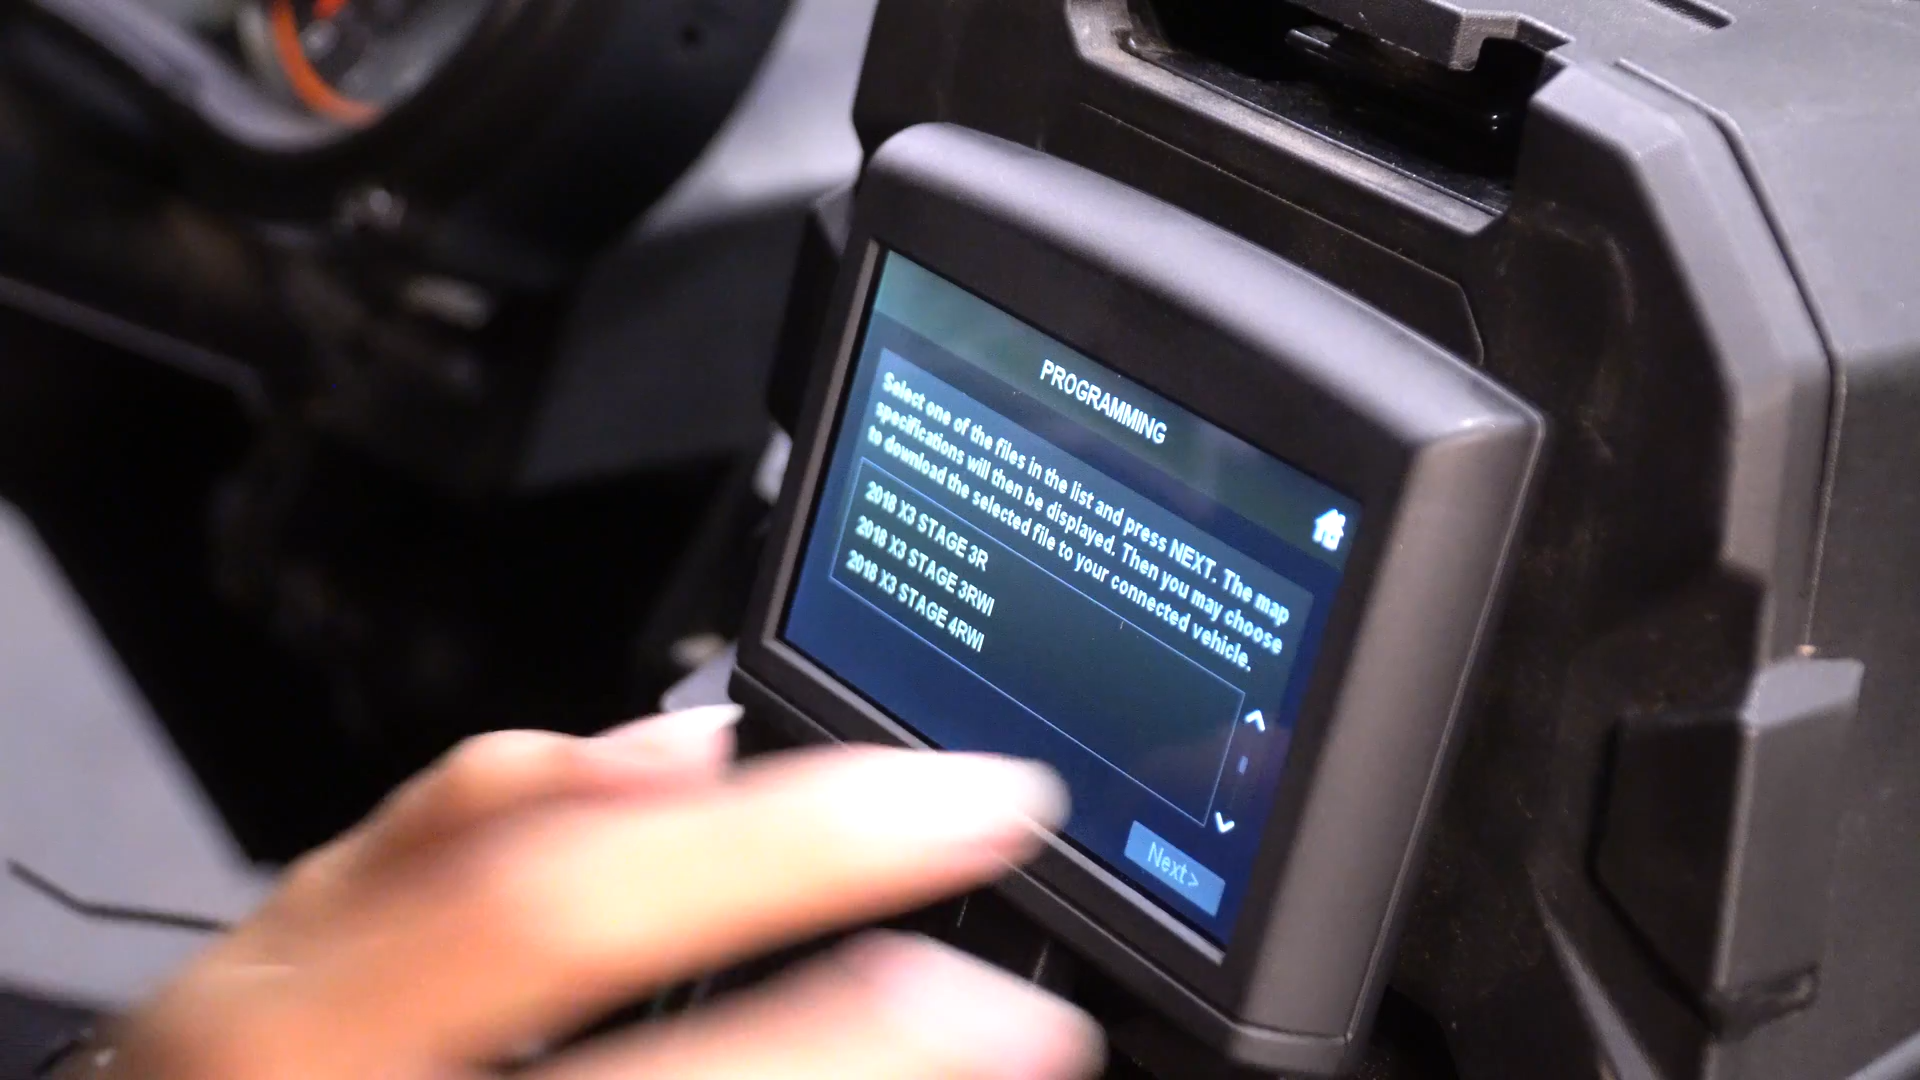 PROGRAMMING
Select one of the files in the list and press NEXT. The map
specifications will then be displayed. Then you may choose
to download the selected file to your connected vehicle.
2018 X3 STAGE 3R
2018 X3 STAGE 3RWI
2018 X3 STAGE 4RWI
Next>